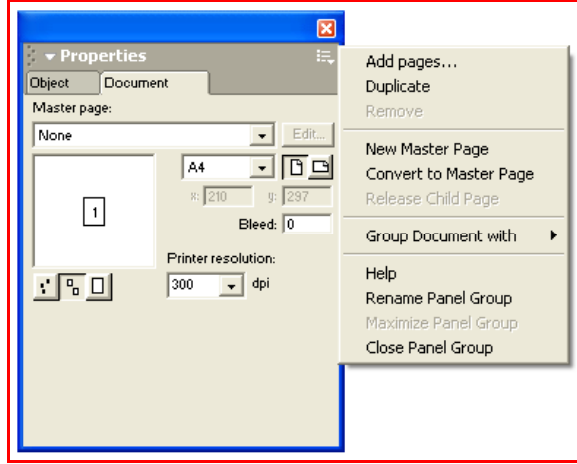 Properties
Object Document
Master page:
None Edit...
A4
x: 210 y: 297
1
Bleed: 0
Printer resolution:
300 dpi
Add pages...
Duplicate
Remove
New Master Page
Convert to Master Page
Release Child Page
Group Document with
Help
Rename Panel Group
Maximize Panel Group
Close Panel Group